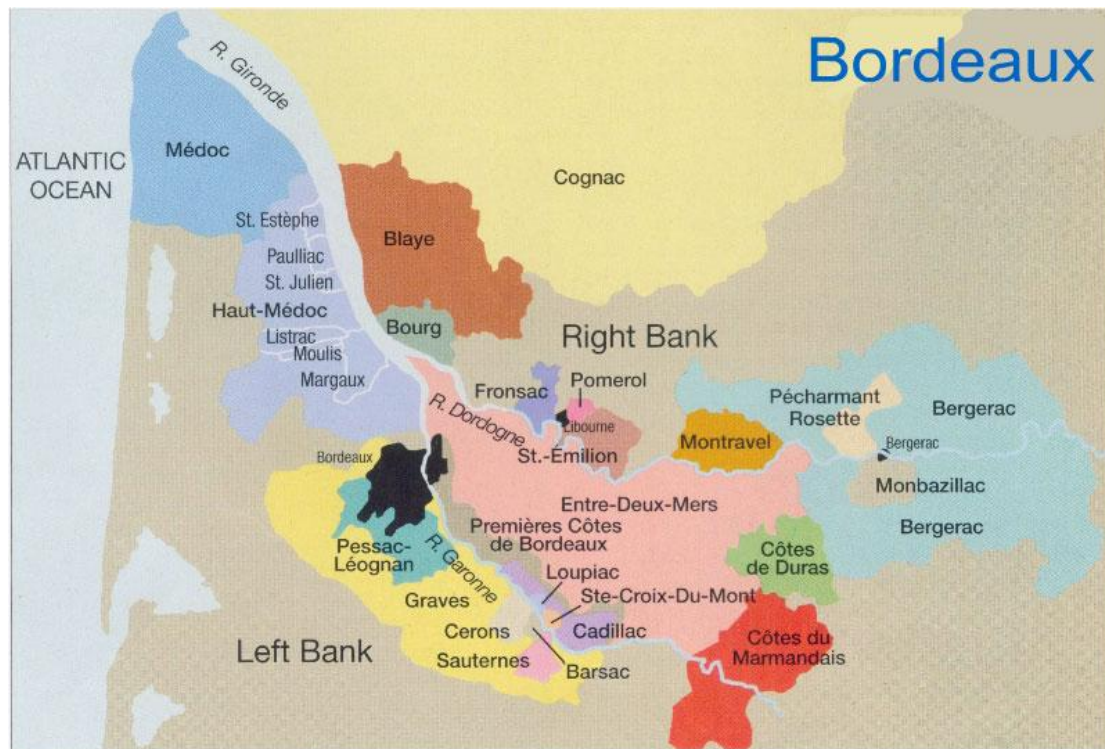 Bordeaux
R. Gironde
ATLANTIC
OCEAN
Médoc
Cognac
St. Estèphe
Blaye
Paulliac
St. Julien
Haut-Médoc
Bourg
Listrac
Moulis
Margaux
Right Bank
Fronsac
Pomerol
R. Dordogne
Libourne
St.-Émilion
Montravel
Pécharmant
Rosette
Bergerac
Bergerac
Monbazillac
Bergerac
Bordeaux
Entre-Deux-Mers
Premières Côtes
de Bordeaux
Pessac-
Léognan
R. Garonne
Côtes
de Duras
Loupiac
Ste-Croix-Du-Mont
Graves
Cerons
Cadillac
Côtes du
Marmandais
Left Bank
Sauternes
Barsac